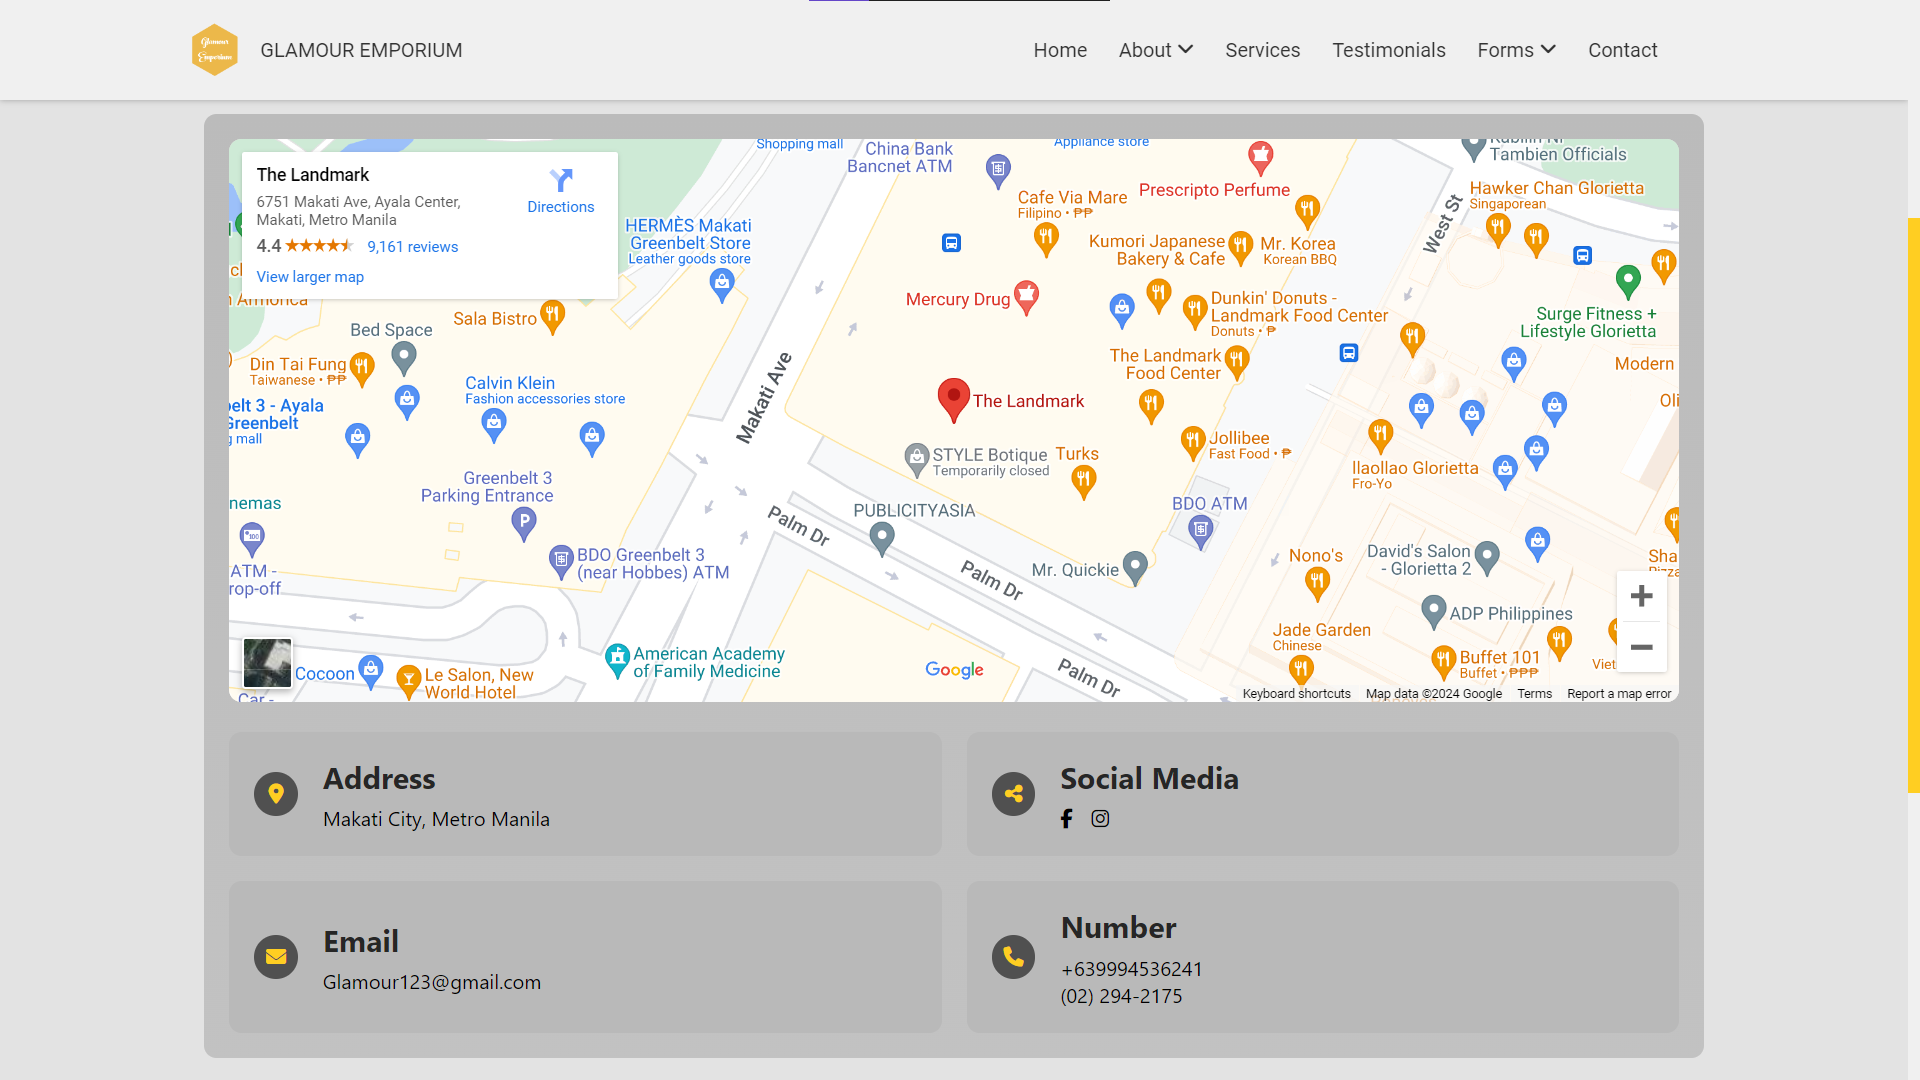 Glamour
Emporium
GLAMOUR EMPORIUM
Home
About
Services
Testimonials
Forms
Contact
The Landmark
6751 Makati Ave, Ayala Center,
Makati, Metro Manila
4.4
9,161 reviews
View larger map
Directions
Shopping mall
China Bank
Bancnet ATM
Appliance store
Prescripto Perfume
Tambien Officials
Hawker Chan Glorietta
Singaporean
Cafe Via Mare
Filipino • ₱₱
West St
HERMÈS Makati
Greenbelt Store
Leather goods store
Kumori Japanese
Bakery & Cafe
Mr. Korea
Korean BBQ
Mercury Drug
Dunkin' Donuts -
Landmark Food Center
Donuts • ₱
Surge Fitness +
Lifestyle Glorietta
Sala Bistro
Bed Space
Din Tai Fung
Taiwanese • ₱₱
Calvin Klein
Fashion accessories store
elt 3 - Ayala
Greenbelt
mall
Makati Ave
The Landmark
Food Center
Modern
The Landmark
Oli
Jollibee
Fast Food • ₱
STYLE Botique
Temporarily closed
Turks
Ilaollao Glorietta
Fro-Yo
Greenbelt 3
Parking Entrance
nemas
PUBLICITYASIA
BDO ATM
Palm Dr
BDO Greenbelt 3
(near Hobbes) ATM
ATM -
rop-off
Palm Dr
Mr. Quickie
Nono's
David's Salon
- Glorietta 2
Sha
Pizza
ADP Philippines
Jade Garden
Chinese
American Academy
of Family Medicine
Buffet 101
Buffet • ₱₱₱
Viet
Cocoon
Le Salon, New
World Hotel
Car -
Google
Palm Dr
Keyboard shortcuts
Map data ©2024 Google
Terms
Report a map error
Address
Makati City, Metro Manila
Social Media
Email
Glamour123@gmail.com
Number
+639994536241
(02) 294-2175